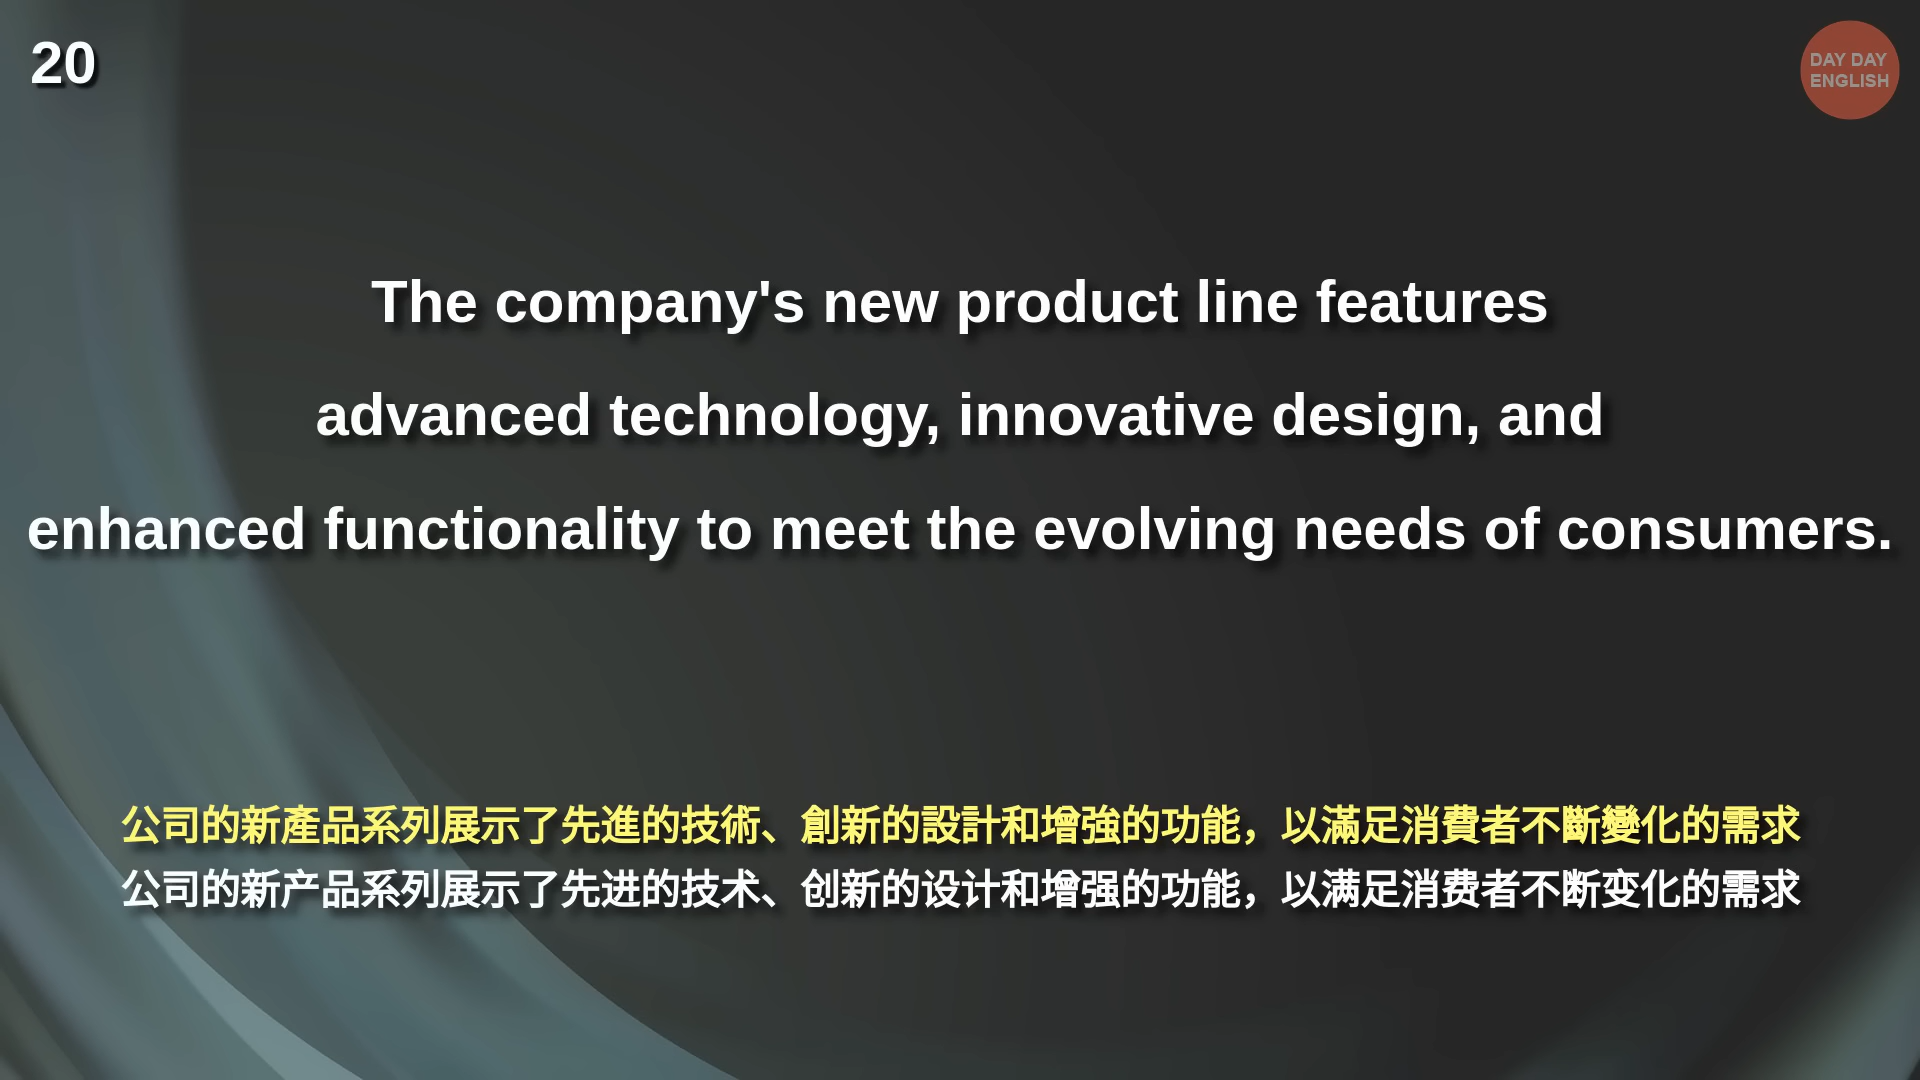 20
DAY DAY
ENGLISH
The company's new product line features
advanced technology, innovative design, and
enhanced functionality to meet the evolving needs of consumers.
公司的新產品系列展示了先進的技術、創新的設計和增強的功能，以滿足消費者不斷變化的需求
公司的新产品系列展示了先进的技术、创新的设计和增强的功能，以满足消费者不断变化的需求